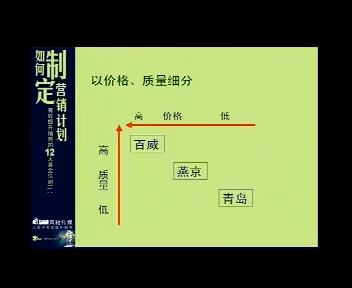 如何制定
营销计划
以价格、质量细分
高 价格 低
高
质量
低
百威
燕京
青岛